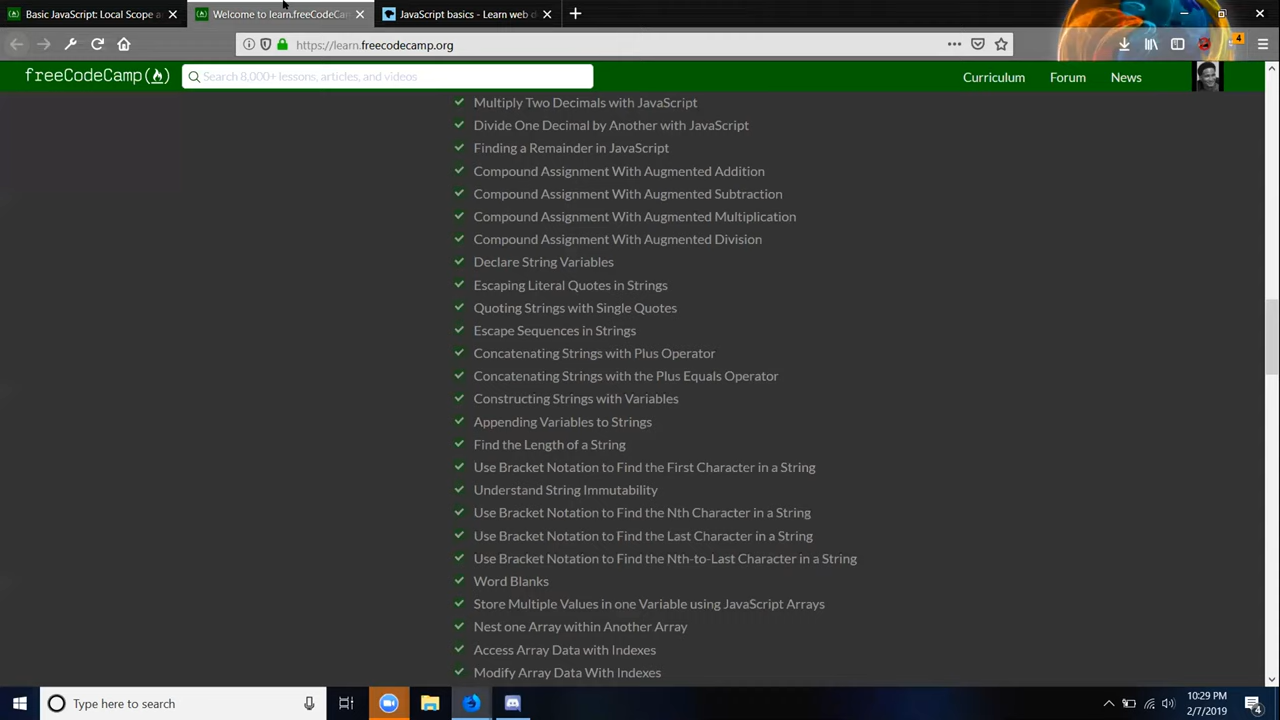 Basic JavaScript: Local Scope a
Welcome to learn.freeCodeCam
JavaScript basics - Learn web d
https://learn.freecodecamp.org
4
freeCodeCamp
Search 8,000+ lessons, articles, and videos
Curriculum
Forum
News
Multiply Two Decimals with JavaScript
Divide One Decimal by Another with JavaScript
Finding a Remainder in JavaScript
Compound Assignment With Augmented Addition
Compound Assignment With Augmented Subtraction
Compound Assignment With Augmented Multiplication
Compound Assignment With Augmented Division
Declare String Variables
Escaping Literal Quotes in Strings
Quoting Strings with Single Quotes
Escape Sequences in Strings
Concatenating Strings with Plus Operator
Concatenating Strings with the Plus Equals Operator
Constructing Strings with Variables
Appending Variables to Strings
Find the Length of a String
Use Bracket Notation to Find the First Character in a String
Understand String Immutability
Use Bracket Notation to Find the Nth Character in a String
Use Bracket Notation to Find the Last Character in a String
Use Bracket Notation to Find the Nth-to-Last Character in a String
Word Blanks
Store Multiple Values in one Variable using JavaScript Arrays
Nest one Array within Another Array
Access Array Data with Indexes
Modify Array Data With Indexes
Type here to search
10:29 PM
2/7/2019
4